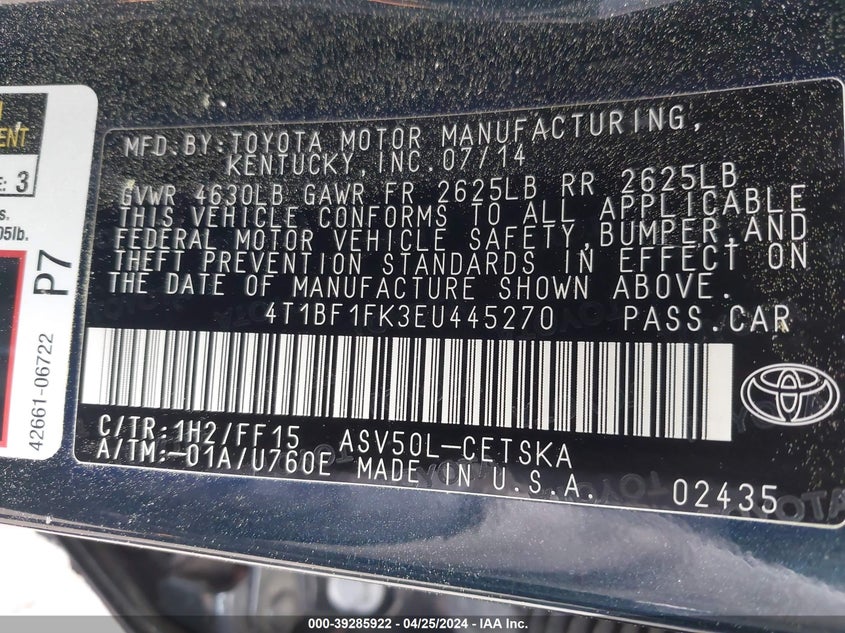 MENT
E: 3
s.
05lb.
P7
42661-06722
MFD.BY:TOYOTA MOTOR MANUFACTURING,
KENTUCKY,INC.07/14
GVWR 4630LB GAWR FR 2625LB RR 2625LB
THIS VEHICLE CONFORMS TO ALL APPLICABLE
FEDERAL MOTOR VEHICLE SAFETY,BUMPER,AND
THEFT PREVENTION STANDARDS IN EFFECT ON
THE DATE OF MANUFACTURE SHOWN ABOVE.
4T1BF1FK3EU445270 PASS.CAR
C/TR:1H2/FF15 ASV50L-CETSKA
A/TM:-01A/U760E MADE IN U.S.A. 02435
000-39285922 - 04/25/2024 - IAA Inc.